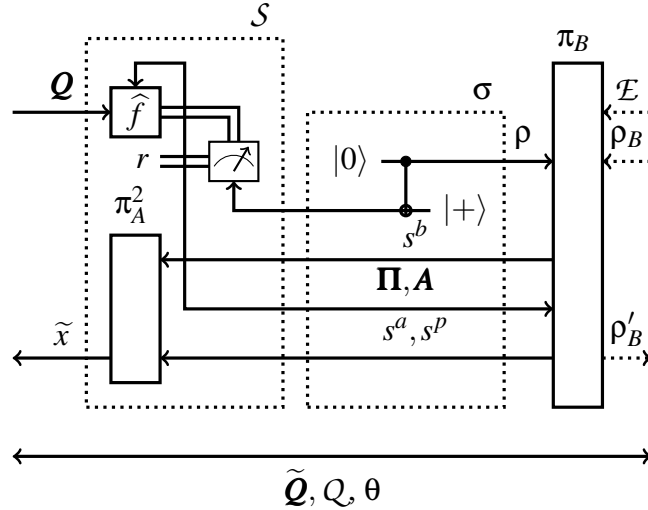 𝒮
π_B
𝑸
f̂
σ
ℰ
r
|0⟩
ρ
ρ_B
π_A^2
s^b
|+⟩
Π, A
s^a, s^p
x̃
ρ'_B
𝑸̃, 𝒬, θ